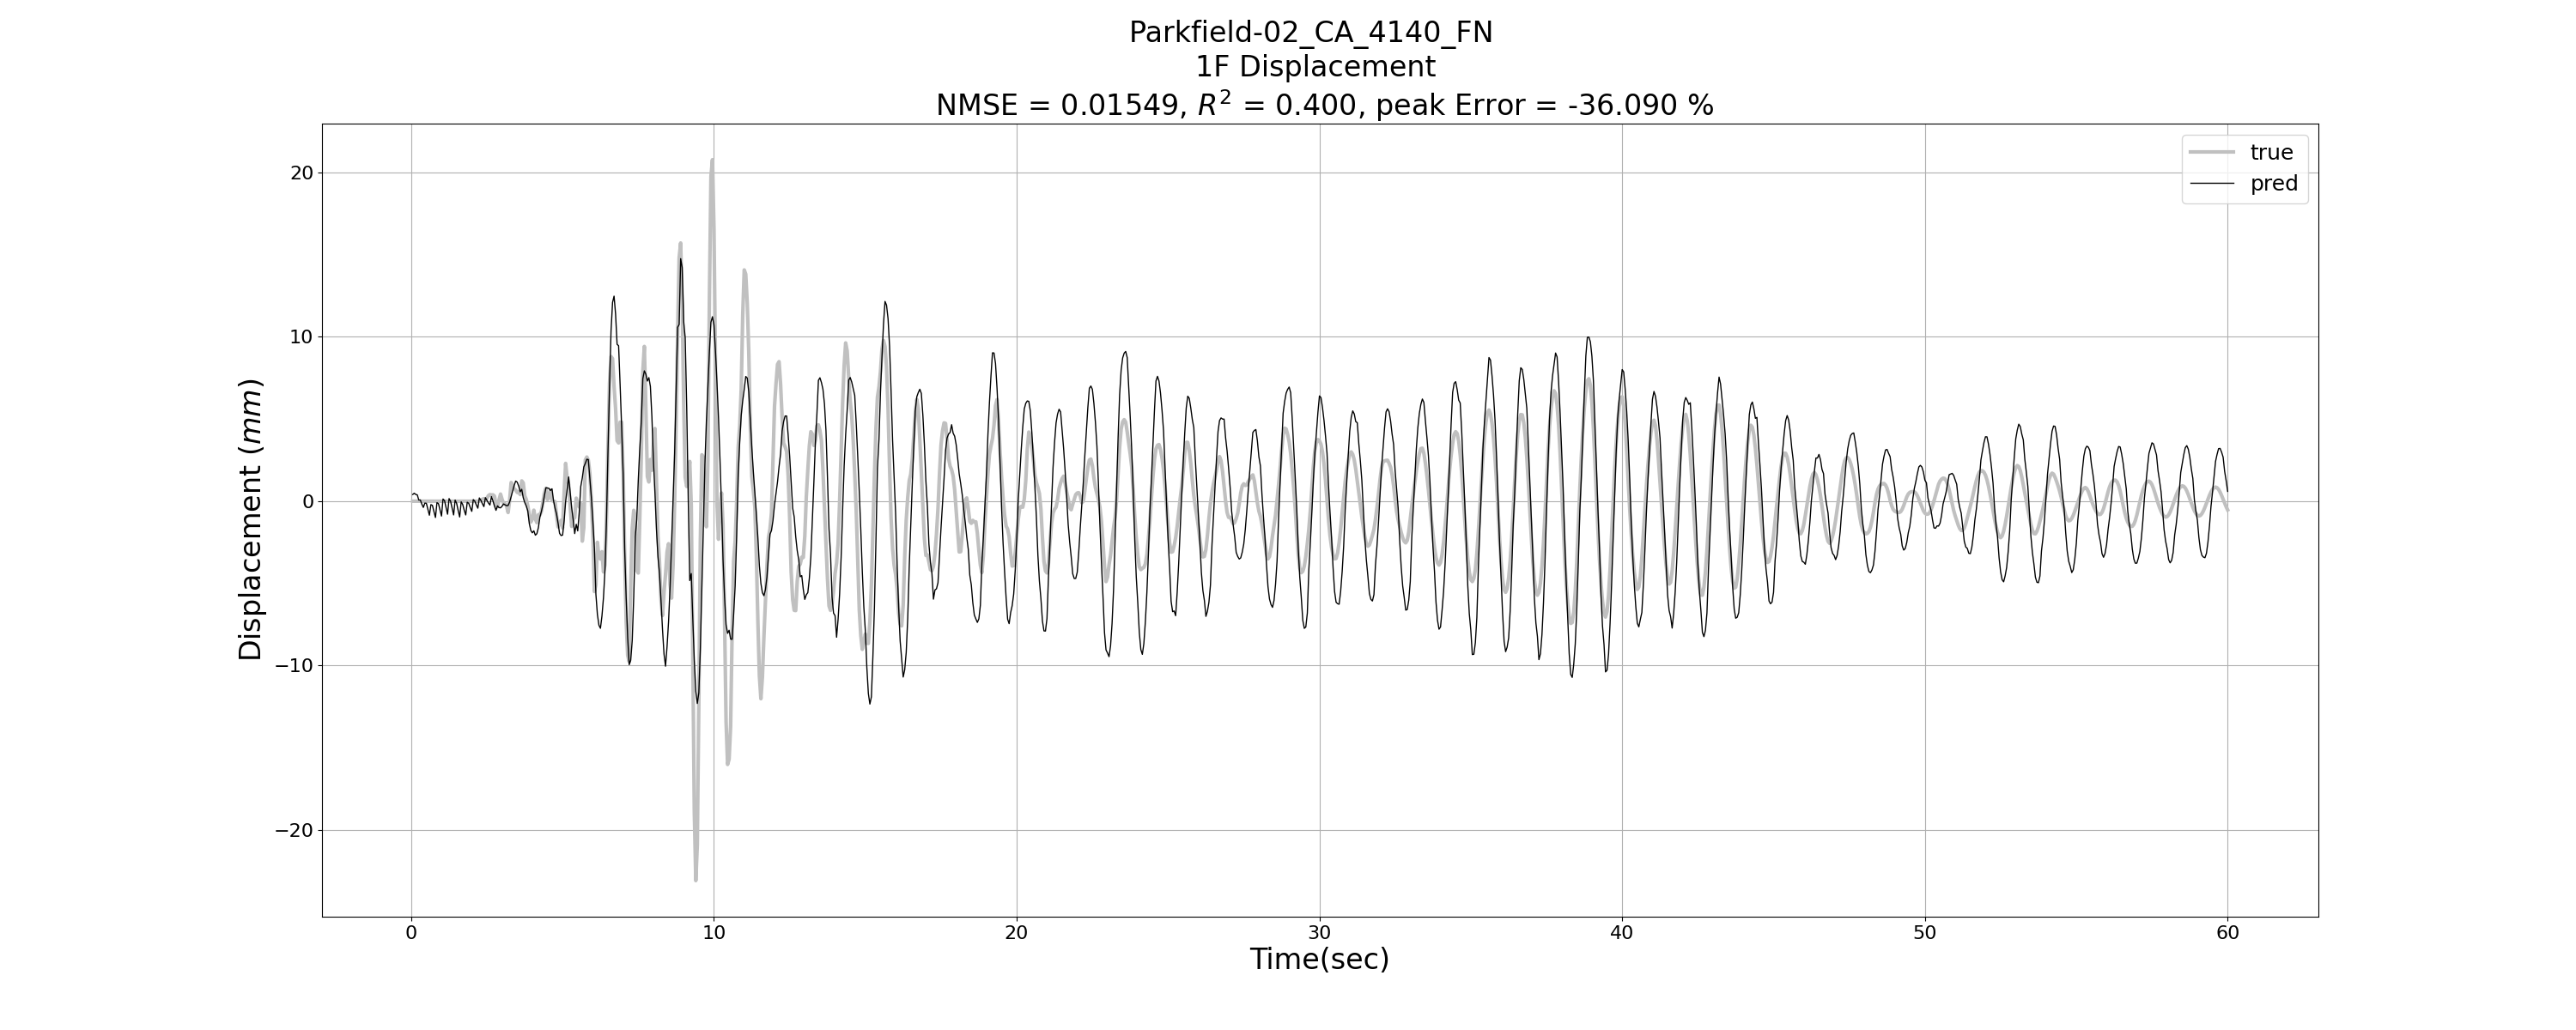 Parkfield-02_CA_4140_FN
1F Displacement
NMSE = 0.01549, R² = 0.400, peak Error = -36.090 %
true
pred
20
10
0
−10
−20
Displacement (mm)
0 10 20 30 40 50 60
Time(sec)